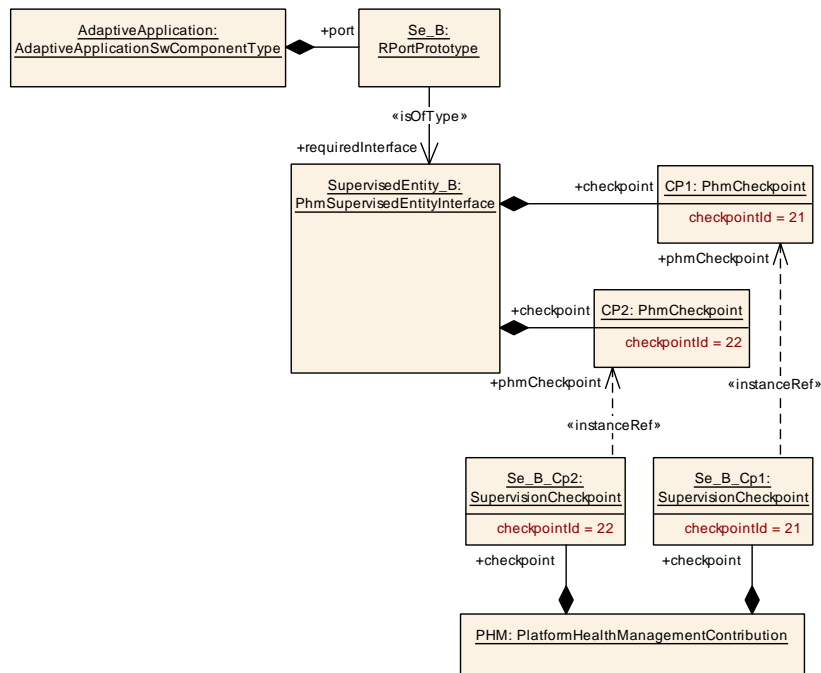 AdaptiveApplication:
AdaptiveApplicationSwComponentType
+port
Se_B:
RPortPrototype
«isOfType»
+requiredInterface
SupervisedEntity_B:
PhmSupervisedEntityInterface
+checkpoint
CP1: PhmCheckpoint
checkpointId = 21
+phmCheckpoint
+checkpoint
CP2: PhmCheckpoint
checkpointId = 22
+phmCheckpoint
«instanceRef»
«instanceRef»
Se_B_Cp2:
SupervisionCheckpoint
checkpointId = 22
Se_B_Cp1:
SupervisionCheckpoint
checkpointId = 21
+checkpoint
+checkpoint
PHM: PlatformHealthManagementContribution